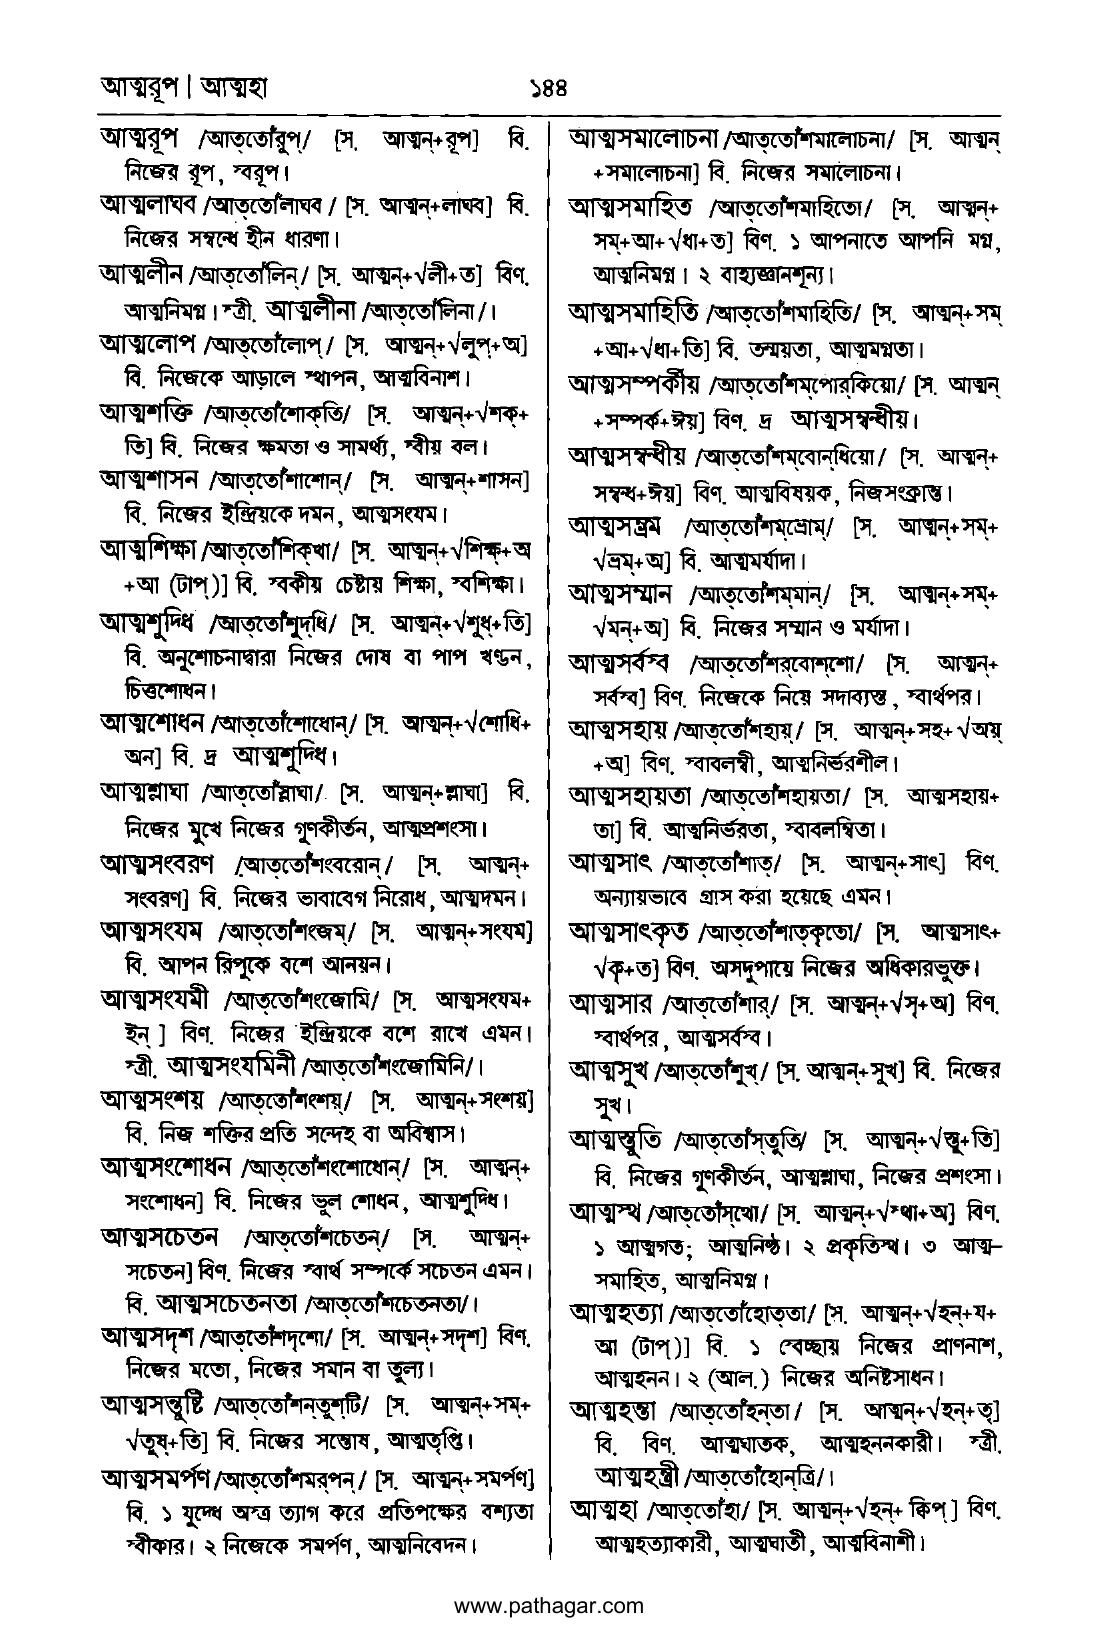 আত্মরূপ | আত্মহা
১৪৪
আত্মরূপ /আত্‌তোঁরুপ্‌/ [স. আত্মন্‌+রূপ] বি.
নিজের রূপ, স্বরূপ।
আত্মলাঘব /আত্‌তোঁলাঘব / [স. আত্মন্‌+লাঘব] বি.
নিজের সম্বন্ধে হীন ধারণা।
আত্মলীন /আত্‌তোঁলিন্‌/ [স. আত্মন্‌+√লী+ত] বিণ.
আত্মনিমগ্ন। স্ত্রী. আত্মলীনা /আত্‌তোঁলিনা/।
আত্মলোপ /আত্‌তোঁলোপ্‌/ [স. আত্মন্‌+√লুপ্‌+অ]
বি. নিজেকে আড়ালে স্থাপন, আত্মবিনাশ।
আত্মশক্তি /আত্‌তোঁশোক্‌তি/ [স. আত্মন্‌+√শক্‌+
তি] বি. নিজের ক্ষমতা ও সামর্থ্য, স্বীয় বল।
আত্মশাসন /আত্‌তোঁশাশোন্‌/ [স. আত্মন্‌+শাসন]
বি. নিজের ইন্দ্রিয়কে দমন, আত্মসংযম।
আত্মশিক্ষা /আত্‌তোঁশিক্‌খা/ [স. আত্মন্‌+√শিক্ষ্‌+অ
+আ (টাপ্‌)] বি. স্বকীয় চেষ্টায় শিক্ষা, স্বশিক্ষা।
আত্মশুদ্ধি /আত্‌তোঁশুদ্‌ধি/ [স. আত্মন্‌+√শুধ্‌+তি]
বি. অনুশোচনাদ্বারা নিজের দোষ বা পাপ খণ্ডন,
চিত্তশোধন।
আত্মশোধন /আত্‌তোঁশোধোন্‌/ [স. আত্মন্‌+√শোধি+
অন] বি. দ্র আত্মশুদ্ধি।
আত্মশ্লাঘা /আত্‌তোঁস্লাঘা/ [স. আত্মন্‌+শ্লাঘা] বি.
নিজের মুখে নিজের গুণকীর্তন, আত্মপ্রশংসা।
আত্মসংবরণ /আত্‌তোঁশংবরোন্‌/ [স. আত্মন্‌+
সংবরণ] বি. নিজের ভাবাবেগ নিরোধ, আত্মদমন।
আত্মসংযম /আত্‌তোঁশংজম্‌/ [স. আত্মন্‌+সংযম]
বি. আপন রিপুকে বশে আনয়ন।
আত্মসংযমী /আত্‌তোঁশংজোমি/ [স. আত্মসংযম+
ইন্‌ ] বিণ. নিজের ইন্দ্রিয়কে বশে রাখে এমন।
স্ত্রী. আত্মসংযমিনী /আত্‌তোঁশংজোমিনি/।
আত্মসংশয় /আত্‌তোঁশংশয়্‌/ [স. আত্মন্‌+সংশয়]
বি. নিজ শক্তির প্রতি সন্দেহ বা অবিশ্বাস।
আত্মসংশোধন /আত্‌তোঁশংশোধোন্‌/ [স. আত্মন্‌+
সংশোধন] বি. নিজের ভুল শোধন, আত্মশুদ্ধি।
আত্মসচেতন /আত্‌তোঁশচেতন্‌/ [স. আত্মন্‌+
সচেতন] বিণ. নিজের স্বার্থ সম্পর্কে সচেতন এমন।
বি. আত্মসচেতনতা /আত্‌তোঁশচেতনতা/।
আত্মসদৃশ /আত্‌তোঁশদৃশো/ [স. আত্মন্‌+সদৃশ] বিণ.
নিজের মতো, নিজের সমান বা তুল্য।
আত্মসন্তুষ্টি /আত্‌তোঁশন্‌তুশ্‌টি/ [স. আত্মন্‌+সম্‌+
√তুষ্‌+তি] বি. নিজের সন্তোষ, আত্মতৃপ্তি।
আত্মসমর্পণ /আত্‌তোঁশমর্‌পন্‌/ [স. আত্মন্‌+সমর্পণ]
বি. ১ যুদ্ধে অস্ত্র ত্যাগ করে প্রতিপক্ষের বশ্যতা
স্বীকার। ২ নিজেকে সমর্পণ, আত্মনিবেদন।
আত্মসমালোচনা /আত্‌তোঁশমালোচনা/ [স. আত্মন্‌
+সমালোচনা] বি. নিজের সমালোচনা।
আত্মসমাহিত /আত্‌তোঁশমাহিতো/ [স. আত্মন্‌+
সম্‌+আ+√ধা+ত] বিণ. ১ আপনাতে আপনি মগ্ন,
আত্মনিমগ্ন। ২ বাহ্যজ্ঞানশূন্য।
আত্মসমাহিতি /আত্‌তোঁশমাহিতি/ [স. আত্মন্‌+সম্‌
+আ+√ধা+তি] বি. তন্ময়তা, আত্মমগ্নতা।
আত্মসম্পর্কীয় /আত্‌তোঁশম্‌পোর্‌কিয়ো/ [স. আত্মন্‌
+সম্পর্ক+ঈয়] বিণ. দ্র আত্মসম্বন্ধীয়।
আত্মসম্বন্ধীয় /আত্‌তোঁশম্‌বোন্‌ধিয়ো/ [স. আত্মন্‌+
সম্বন্ধ+ঈয়] বিণ. আত্মবিষয়ক, নিজসংক্রান্ত।
আত্মসম্ভ্রম /আত্‌তোঁশম্‌ভ্রোম্‌/ [স. আত্মন্‌+সম্‌+
√ভ্রম্‌+অ] বি. আত্মমর্যাদা।
আত্মসম্মান /আত্‌তোঁশম্‌মান্‌/ [স. আত্মন্‌+সম্‌+
√মন্‌+অ] বি. নিজের সম্মান ও মর্যাদা।
আত্মসর্বস্ব /আত্‌তোঁশর্‌বোশ্‌শো/ [স. আত্মন্‌+
সর্বস্ব] বিণ. নিজেকে নিয়ে সদাব্যস্ত, স্বার্থপর।
আত্মসহায় /আত্‌তোঁশহায়্‌/ [স. আত্মন্‌+সহ+√অয়্‌
+অ] বিণ. স্বাবলম্বী, আত্মনির্ভরশীল।
আত্মসহায়তা /আত্‌তোঁশহায়তা/ [স. আত্মসহায়+
তা] বি. আত্মনির্ভরতা, স্বাবলম্বিতা।
আত্মসাৎ /আত্‌তোঁশাত্‌/ [স. আত্মন্‌+সাৎ] বিণ.
অন্যায়ভাবে গ্রাস করা হয়েছে এমন।
আত্মসাৎকৃত /আত্‌তোঁশাত্‌কৃতো/ [স. আত্মসাৎ+
√কৃ+ত] বিণ. অসদুপায়ে নিজের অধিকারভুক্ত।
আত্মসার /আত্‌তোঁশার্‌/ [স. আত্মন্‌+√সৃ+অ] বিণ.
স্বার্থপর, আত্মসর্বস্ব।
আত্মসুখ /আত্‌তোঁশুখ্‌/ [স. আত্মন্‌+সুখ] বি. নিজের
সুখ।
আত্মস্তুতি /আত্‌তোঁস্‌তুতি/ [স. আত্মন্‌+√স্তু+তি]
বি. নিজের গুণকীর্তন, আত্মশ্লাঘা, নিজের প্রশংসা।
আত্মস্থ /আত্‌তোঁস্‌থো/ [স. আত্মন্‌+√স্থা+অ] বিণ.
১ আত্মগত; আত্মনিষ্ঠ। ২ প্রকৃতিস্থ। ৩ আত্ম–
সমাহিত, আত্মনিমগ্ন।
আত্মহত্যা /আত্‌তোঁহোত্‌তা/ [স. আত্মন্‌+√হন্‌+য+
আ (টাপ্‌)] বি. ১ স্বেচ্ছায় নিজের প্রাণনাশ,
আত্মহনন। ২ (আল.) নিজের অনিষ্টসাধন।
আত্মহন্তা /আত্‌তোঁহন্‌তা/ [স. আত্মন্‌+√হন্‌+তৃ]
বি. বিণ. আত্মঘাতক, আত্মহননকারী। স্ত্রী.
আত্মহন্ত্রী /আত্‌তোঁহোন্‌ত্রি/।
আত্মহা /আত্‌তোঁহা/ [স. আত্মন্‌+√হন্‌+ ক্বিপ্‌ ] বিণ.
আত্মহত্যাকারী, আত্মঘাতী, আত্মবিনাশী।
www.pathagar.com